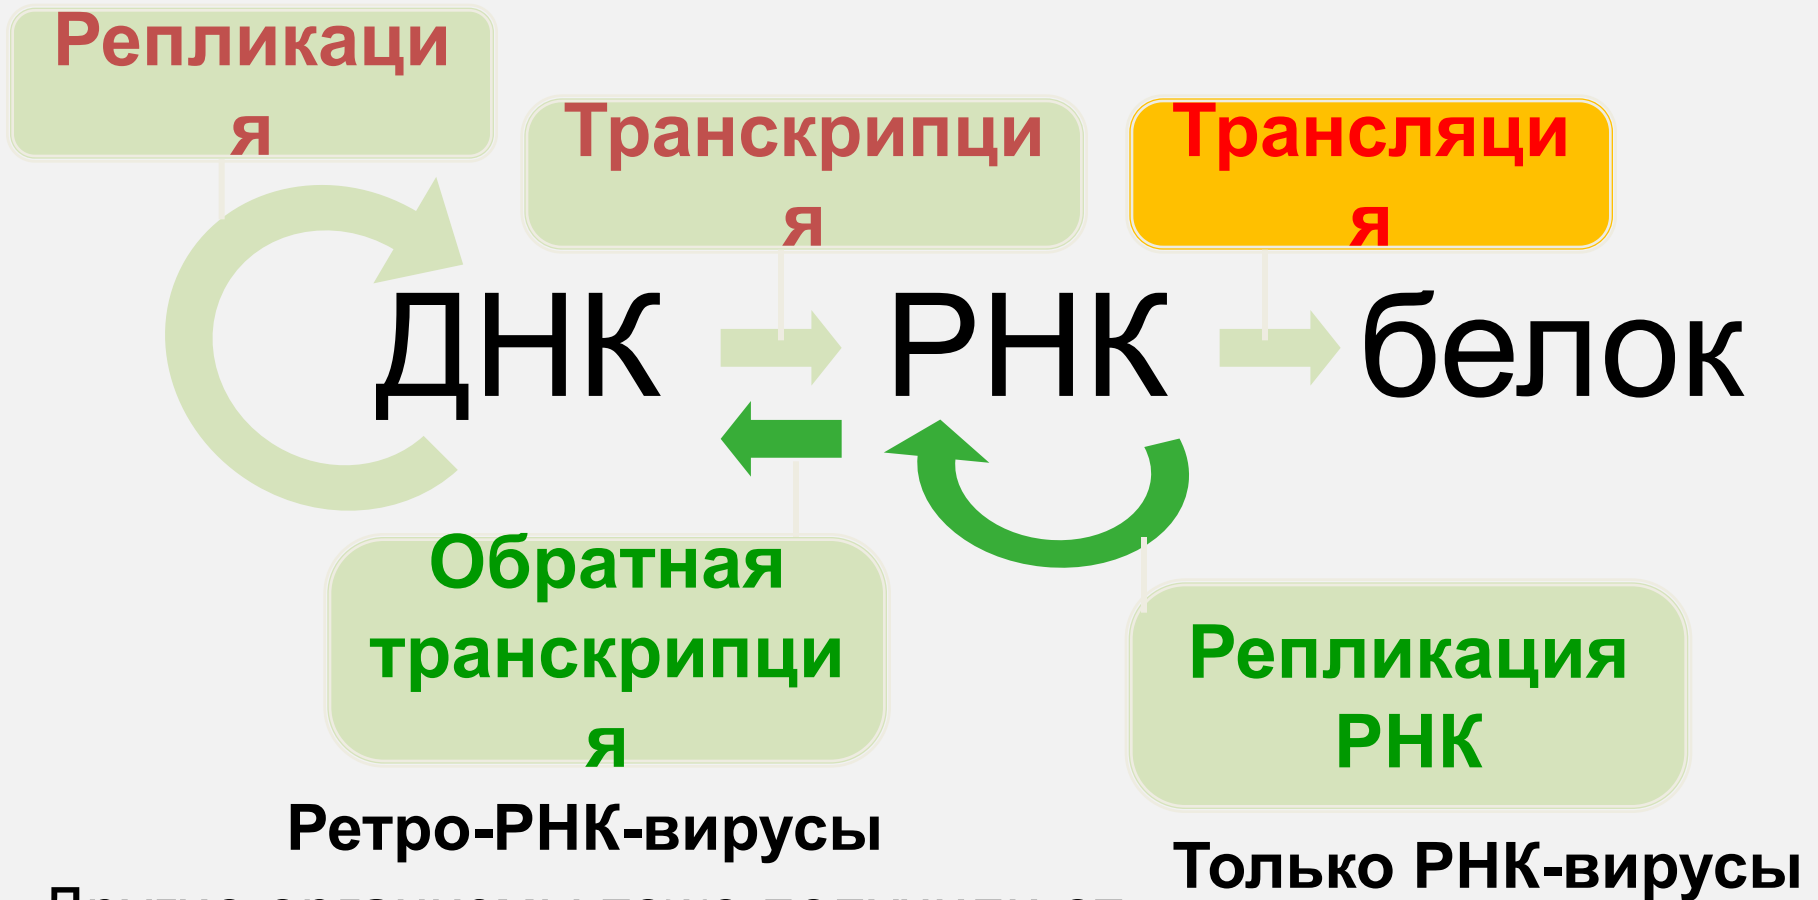 Репликаци
я
Транскрипци
я
Трансляци
я
ДНК РНК белок
Обратная
транскрипци
я
Репликация
РНК
Ретро-РНК-вирусы
Только РНК-вирусы